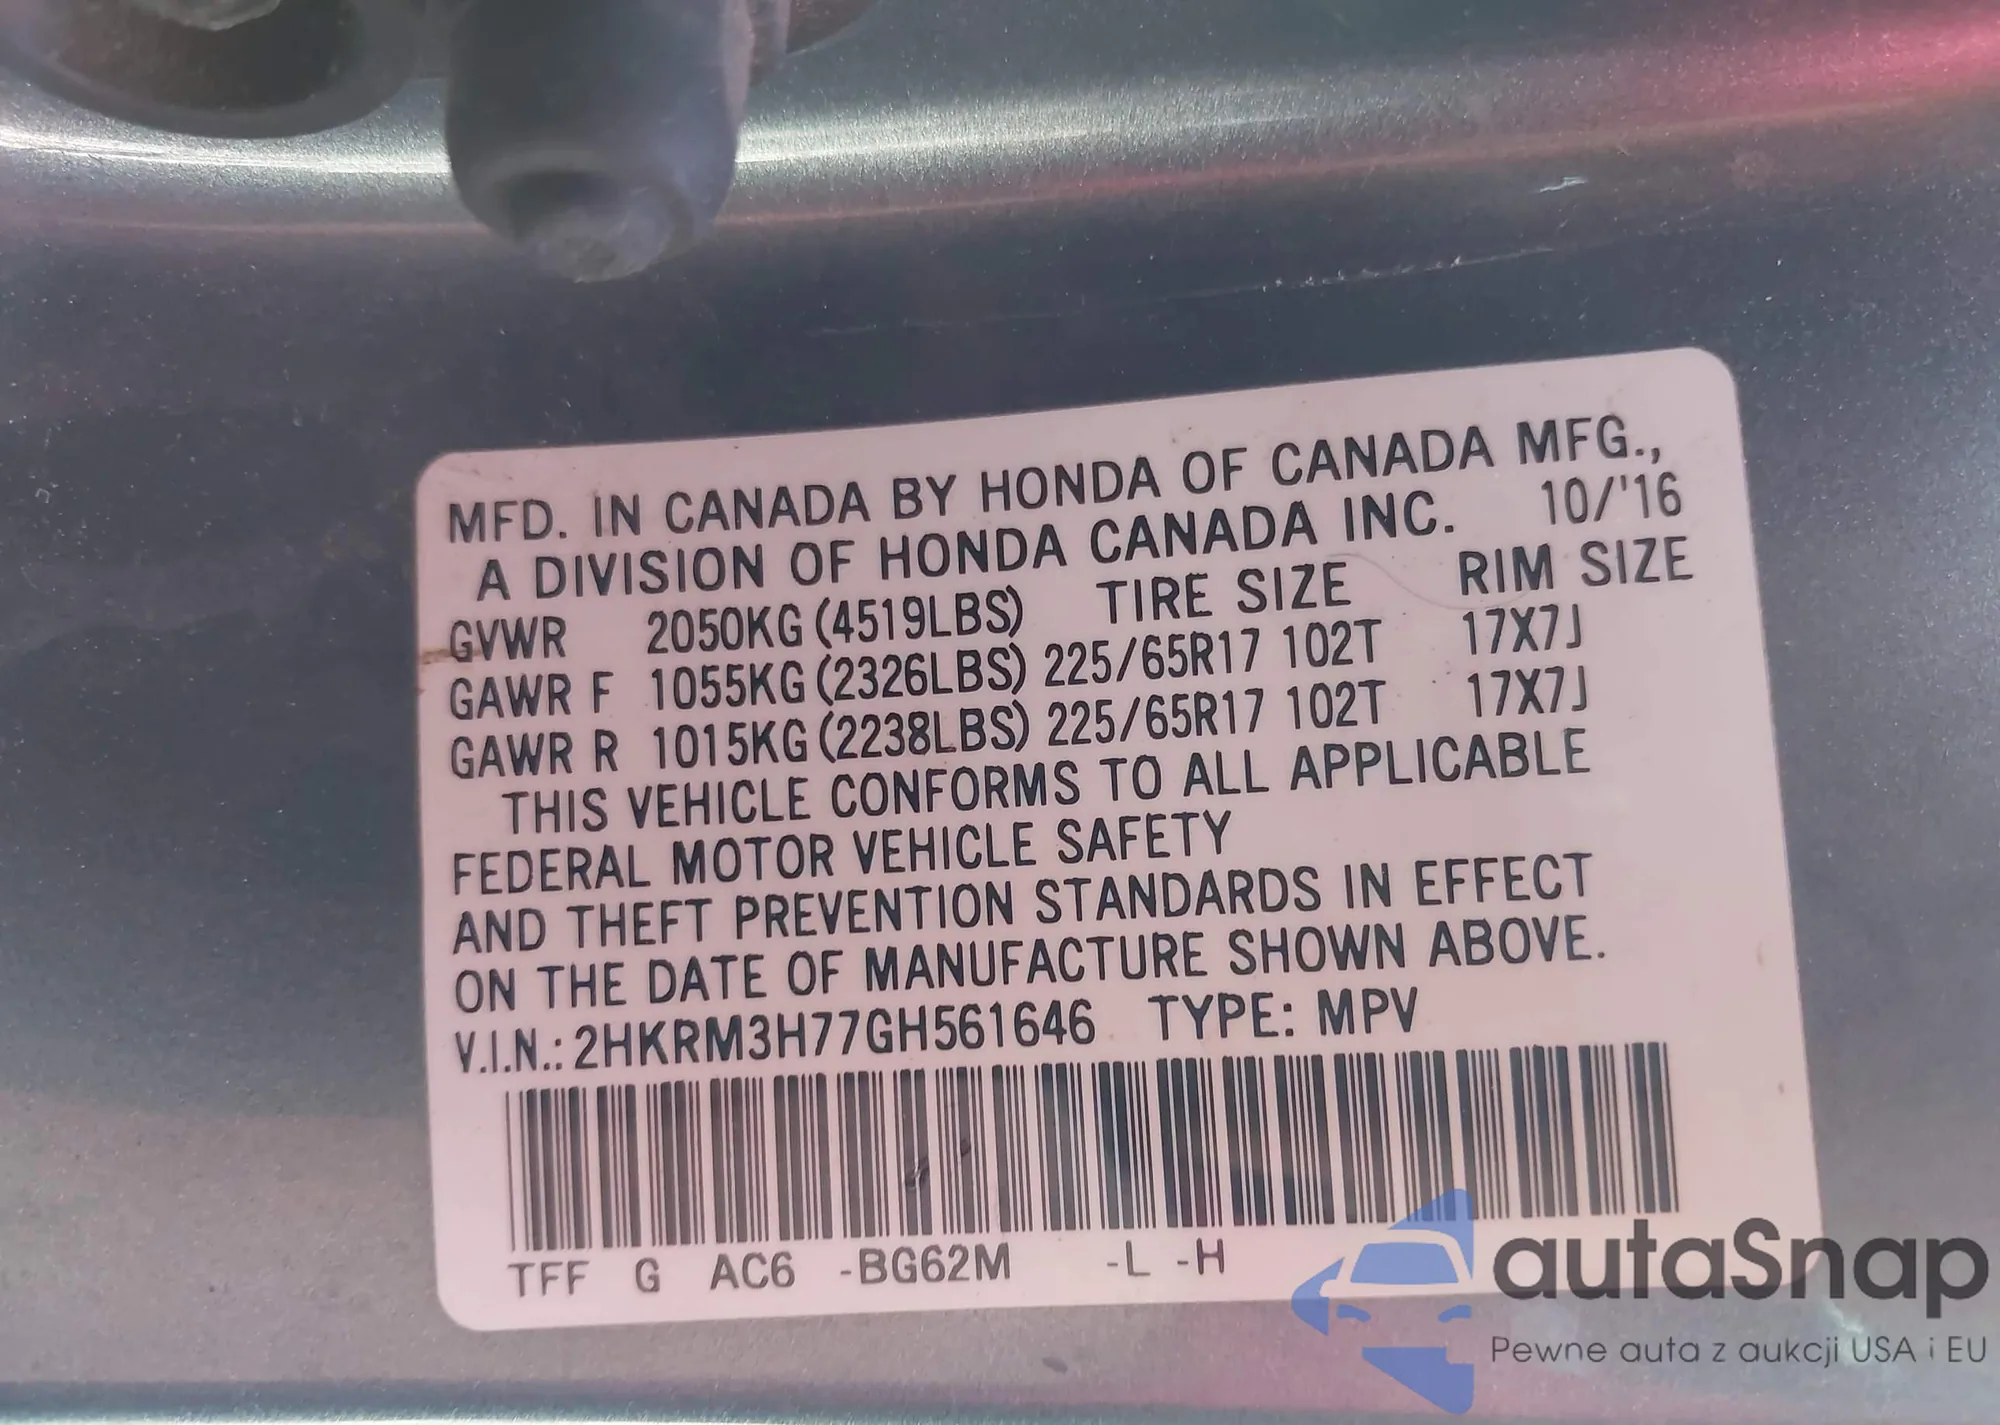 MFD. IN CANADA BY HONDA OF CANADA MFG.,
A DIVISION OF HONDA CANADA INC. 10/'16
GVWR 2050KG (4519LBS) TIRE SIZE RIM SIZE
GAWR F 1055KG (2326LBS) 225/65R17 102T 17X7J
GAWR R 1015KG (2238LBS) 225/65R17 102T 17X7J
THIS VEHICLE CONFORMS TO ALL APPLICABLE
FEDERAL MOTOR VEHICLE SAFETY
AND THEFT PREVENTION STANDARDS IN EFFECT
ON THE DATE OF MANUFACTURE SHOWN ABOVE.
V.I.N.: 2HKRM3H77GH561646 TYPE: MPV
TFF G AC6 -BG62M -L -H
autaSnap
Pewne auta z aukcji USA i EU